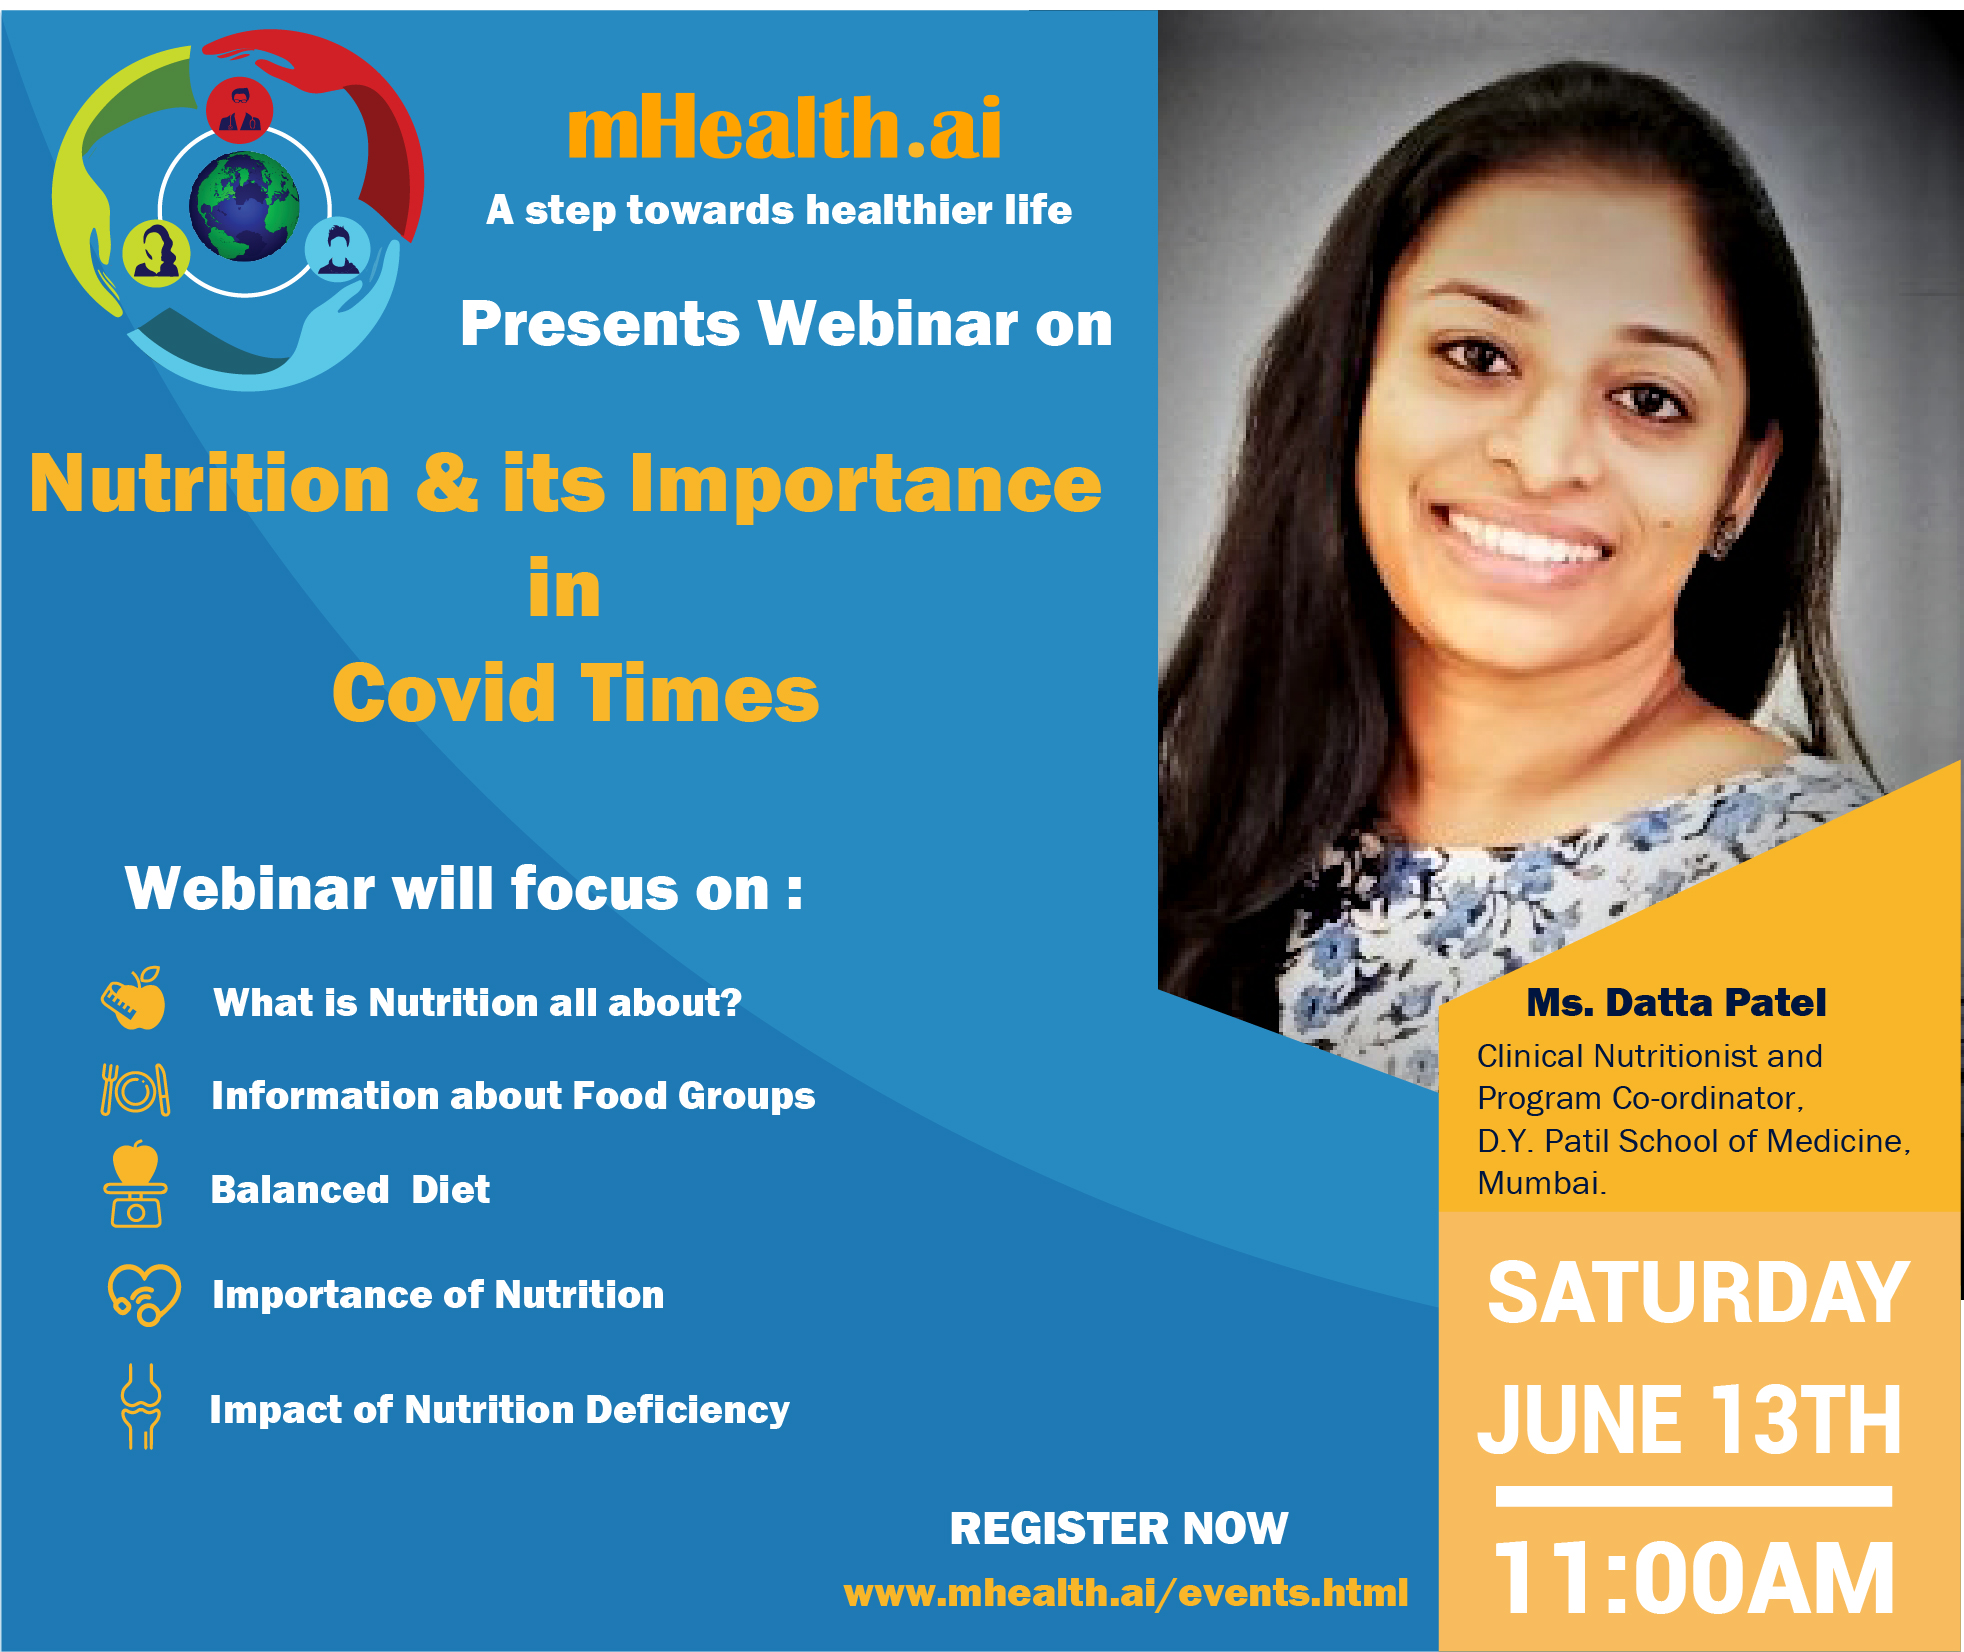 mHealth.ai
A step towards healthier life
Presents Webinar on
Nutrition & its Importance
in
Covid Times
Webinar will focus on :
What is Nutrition all about?
Information about Food Groups
Balanced Diet
Importance of Nutrition
Impact of Nutrition Deficiency
REGISTER NOW
www.mhealth.ai/events.html
Ms. Datta Patel
Clinical Nutritionist and
Program Co-ordinator,
D.Y. Patil School of Medicine,
Mumbai.
SATURDAY
JUNE 13TH
11:00AM